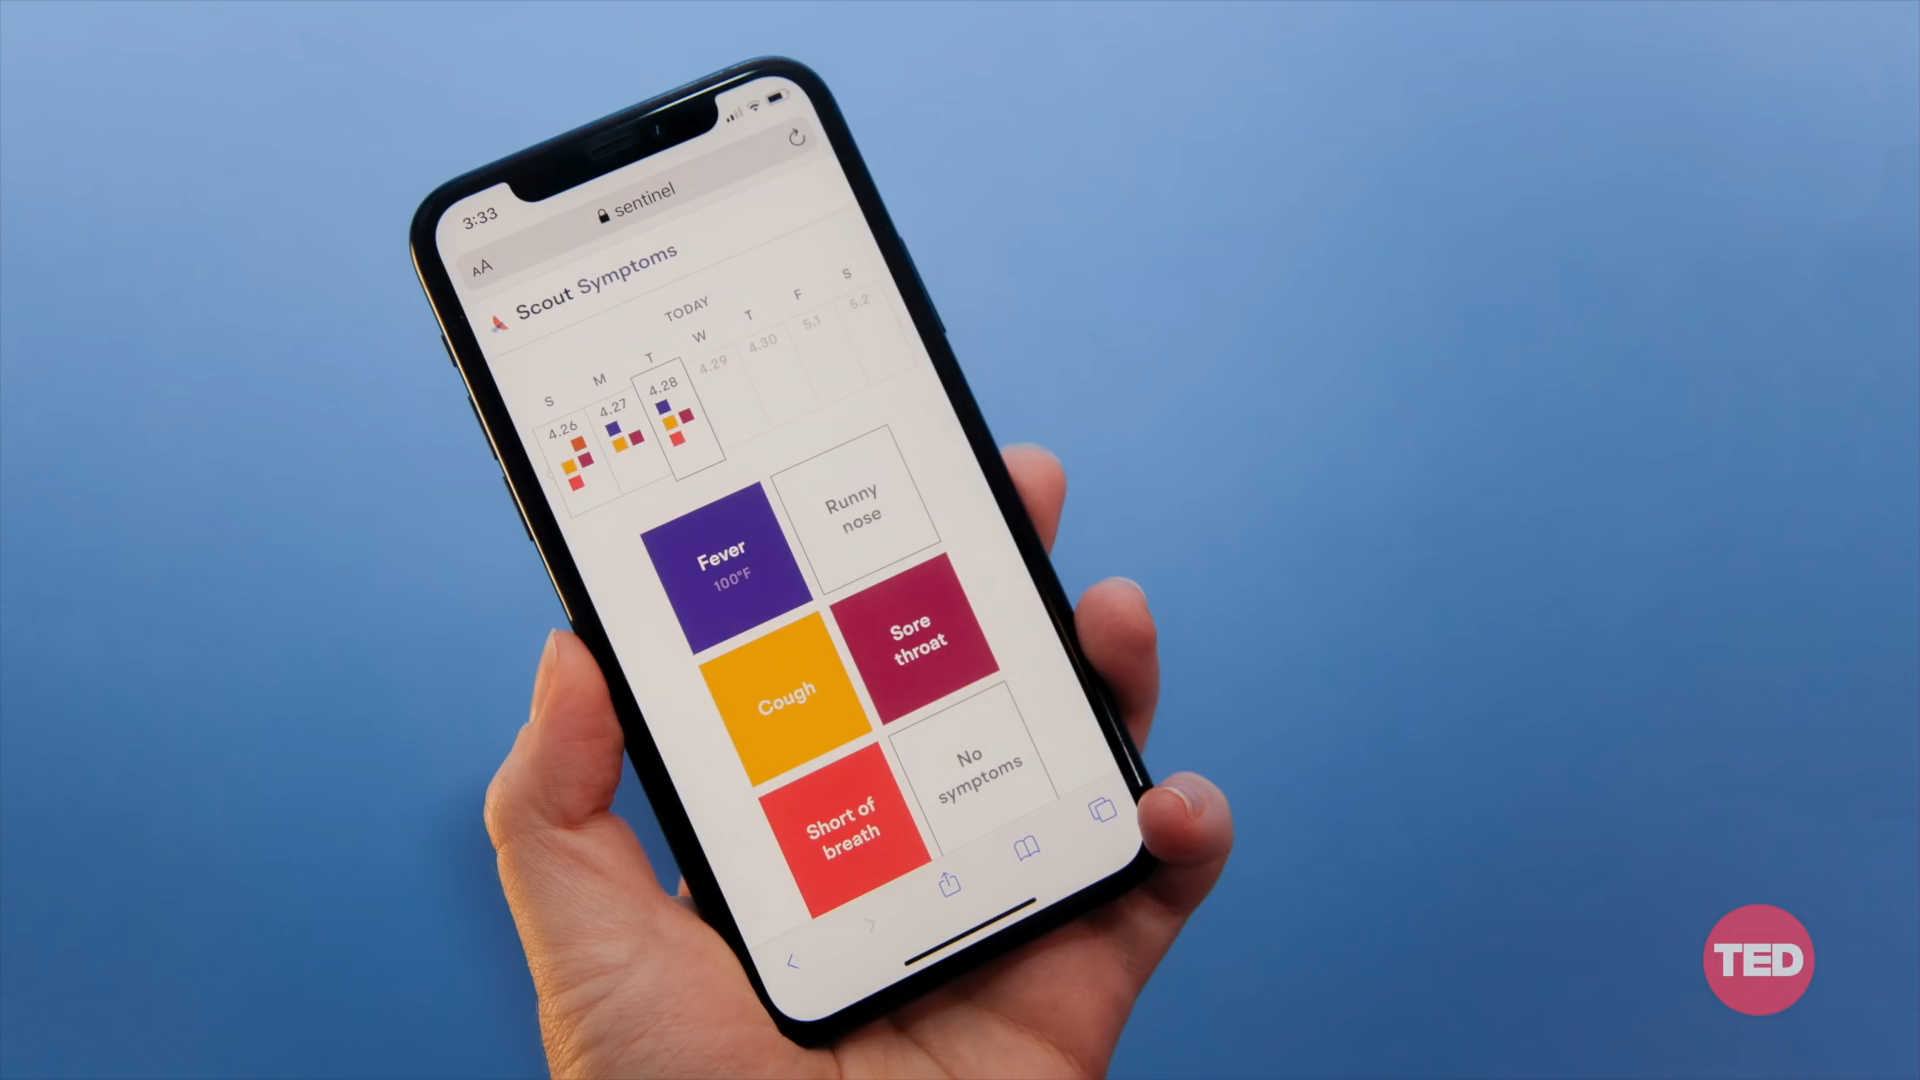 3:33
AA
sentinel
Scout Symptoms
TODAY
S M T W T F S
4.26 4.27 4.28 4.29 4.30 5.1 5.2
Fever
100°F
Runny
nose
Cough
Sore
throat
Short of
breath
No
symptoms
TED